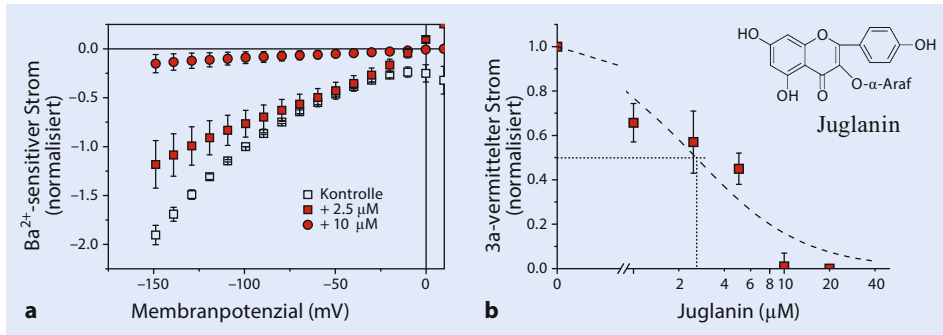 Ba²⁺-sensitiver Strom
(normalisiert)
0.0
−0.5
−1.0
−1.5
−2.0
Kontrolle
+ 2.5 μM
+ 10 μM
−150
−100
−50
0
a
Membranpotenzial (mV)
3a-vermittelter Strom
(normalisiert)
1.0
0.8
0.6
0.4
0.2
0.0
HO
O
OH
O-α-Araf
OH
O
Juglanin
0
2
4
6
8
10
20
40
b
Juglanin (μM)